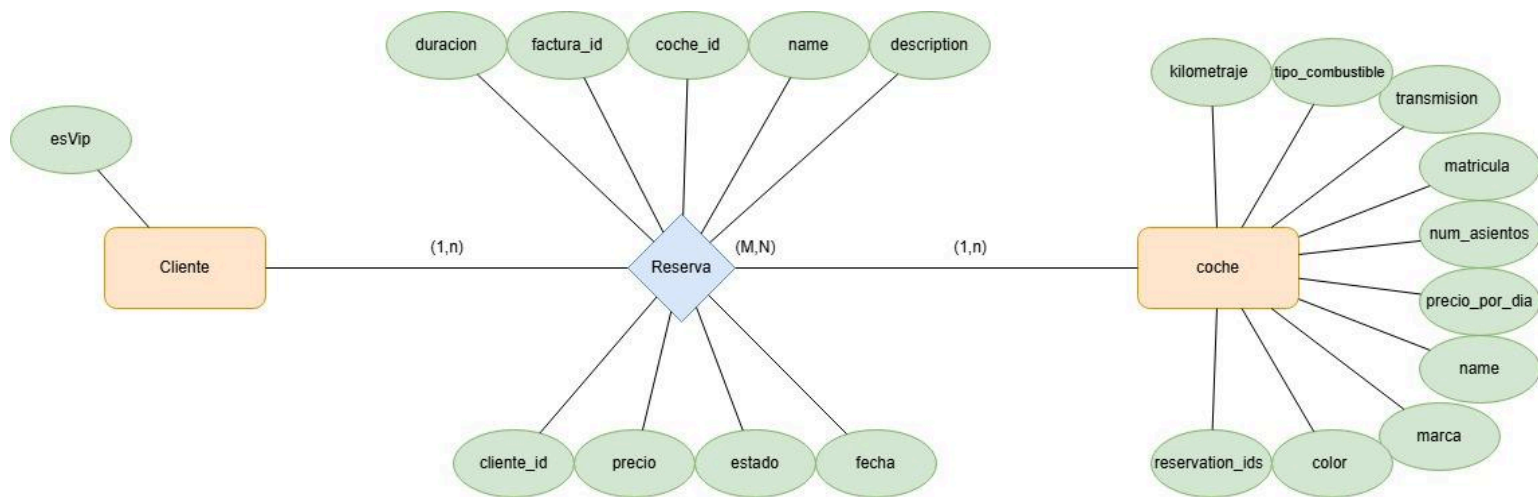 duracion
factura_id
coche_id
name
description
kilometraje
tipo_combustible
transmision
esVip
matricula
num_asientos
Cliente
(1,n)
Reserva
(M,N)
(1,n)
coche
precio_por_dia
name
marca
cliente_id
precio
estado
fecha
reservation_ids
color